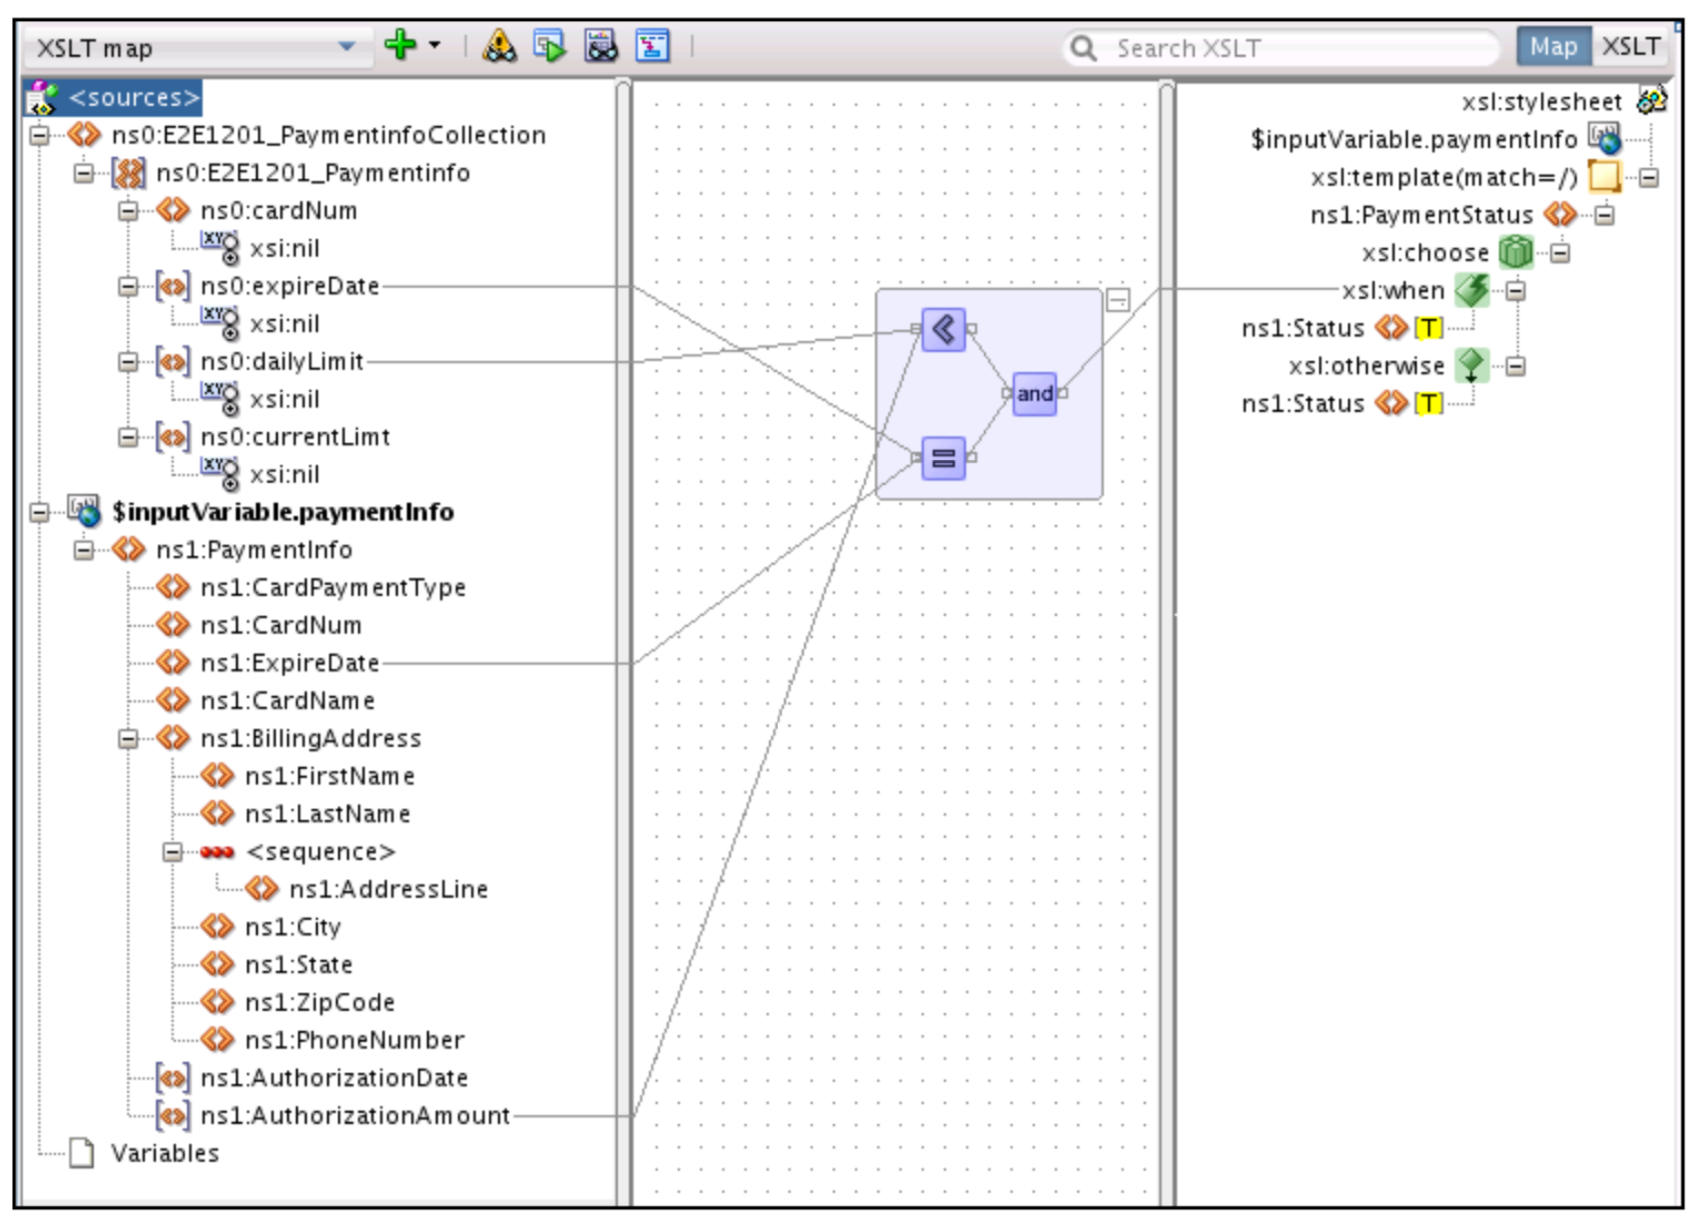 XSLT map
Search XSLT
Map
XSLT
<sources>
ns0:E2E1201_PaymentinfoCollection
ns0:E2E1201_Paymentinfo
ns0:cardNum
xsi:nil
ns0:expireDate
xsi:nil
ns0:dailyLimit
xsi:nil
ns0:currentLimt
xsi:nil
$inputVariable.paymentInfo
ns1:PaymentInfo
ns1:CardPaymentType
ns1:CardNum
ns1:ExpireDate
ns1:CardName
ns1:BillingAddress
ns1:FirstName
ns1:LastName
<sequence>
ns1:AddressLine
ns1:City
ns1:State
ns1:ZipCode
ns1:PhoneNumber
ns1:AuthorizationDate
ns1:AuthorizationAmount
Variables
<
and
=
xsl:stylesheet
$inputVariable.paymentInfo
xsl:template(match=/)
ns1:PaymentStatus
xsl:choose
xsl:when
ns1:Status [T]
xsl:otherwise
ns1:Status [T]